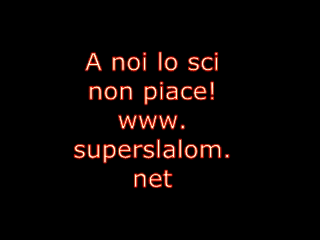 A noi lo sci
non piace!
www.
superslalom.
net